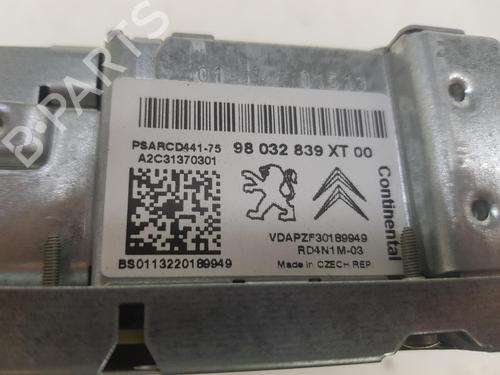 PSARCD441-75 98 032 839 XT 00
A2C31370301
Continental
VDAPZF30189949
RD4N1M-03
BS0113220189949 Made in CZECH REP
B-PARTS